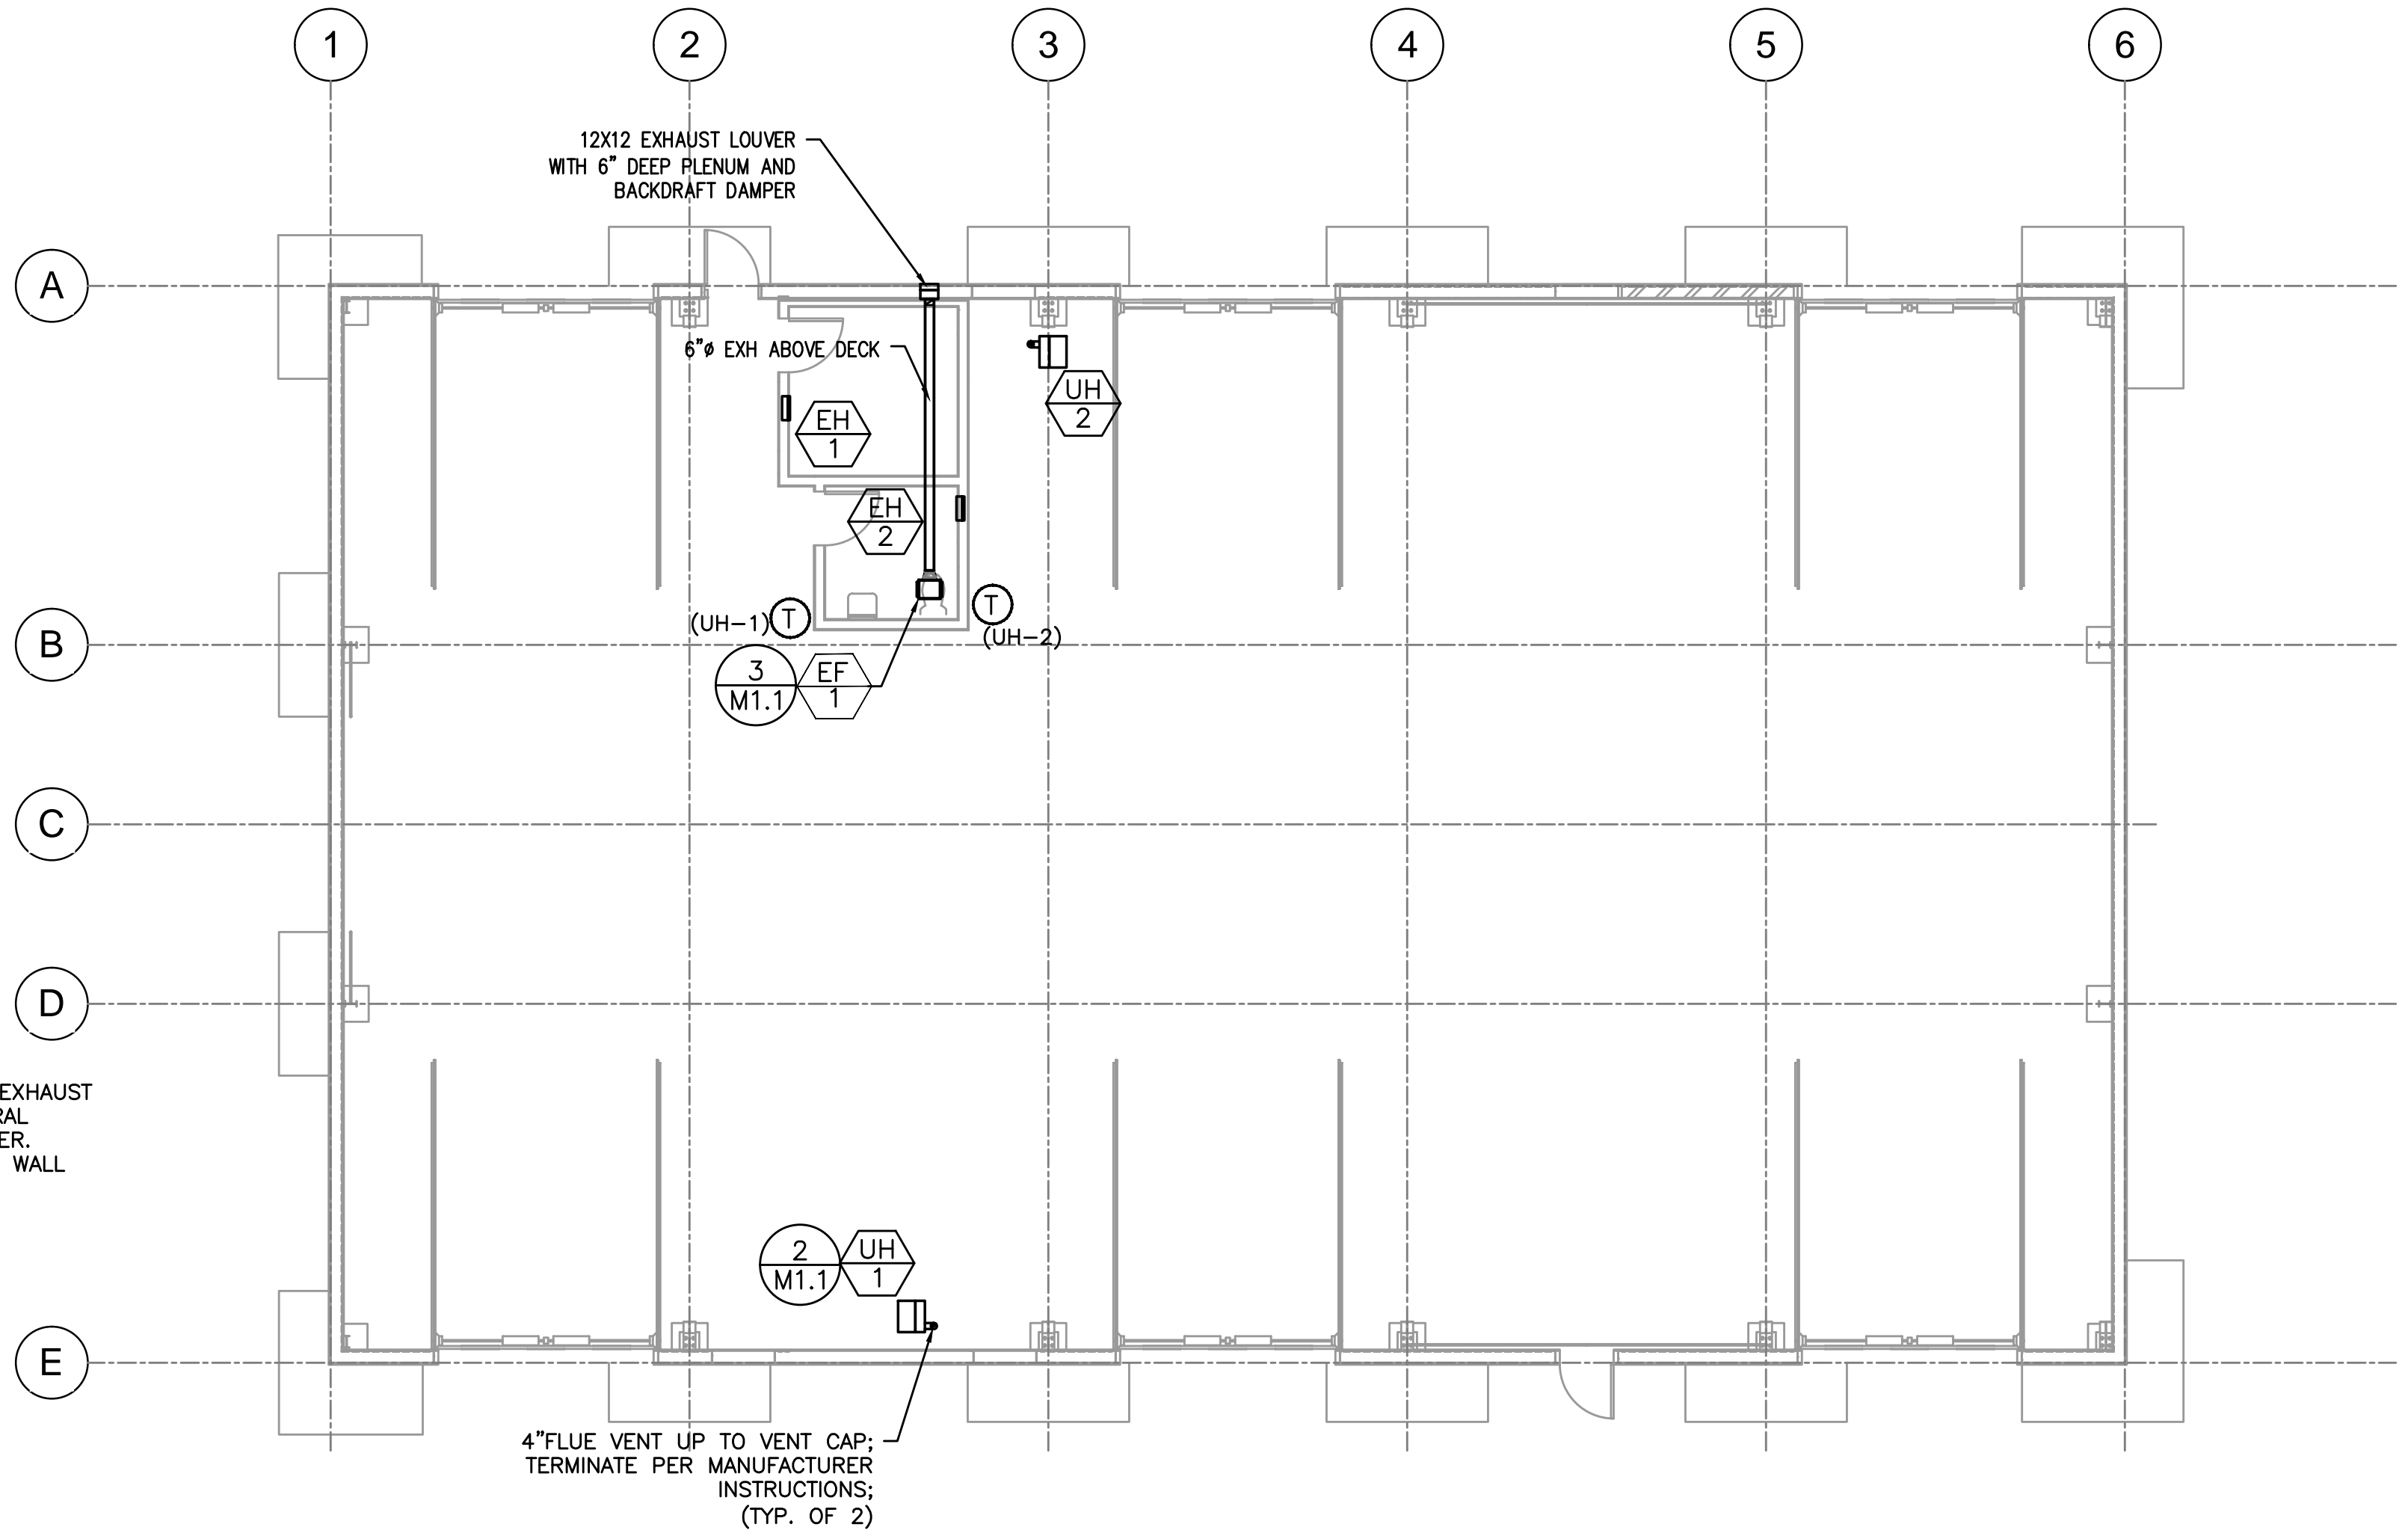 1
2
3
4
5
6
12X12 EXHAUST LOUVER
WITH 6" DEEP PLENUM AND
BACKDRAFT DAMPER
A
6"ø EXH ABOVE DECK
UH
2
EH
1
EH
2
(UH-1)
T
T
(UH-2)
B
3
M1.1
EF
1
C
D
EXHAUST
WALL
2
M1.1
UH
1
E
4"FLUE VENT UP TO VENT CAP;
TERMINATE PER MANUFACTURER
INSTRUCTIONS;
(TYP. OF 2)